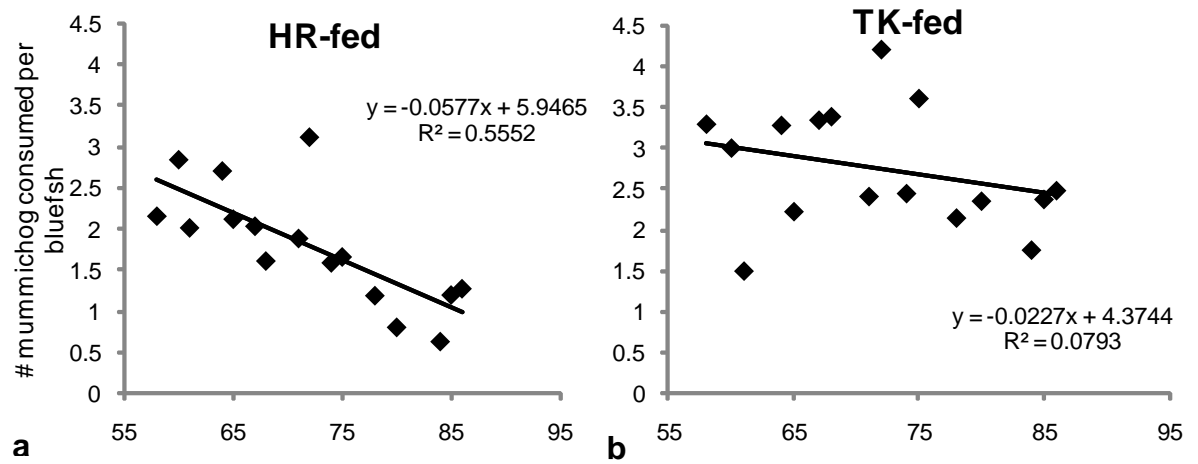 HR-fed
# mummichog consumed per
bluefsh
4.5
4
3.5
3
2.5
2
1.5
1
0.5
0
y = -0.0577x + 5.9465
R² = 0.5552
55 65 75 85 95
a
TK-fed
4.5
4
3.5
3
2.5
2
1.5
1
0.5
0
y = -0.0227x + 4.3744
R² = 0.0793
55 65 75 85 95
b